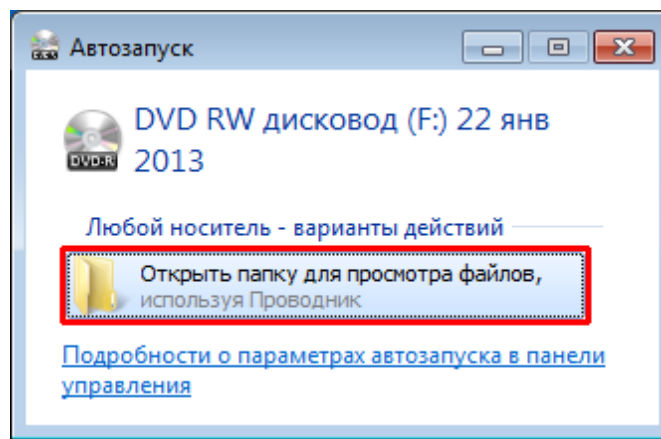 Автозапуск
DVD RW дисковод (F:) 22 янв
2013
DVD-R
Любой носитель - варианты действий
Открыть папку для просмотра файлов,
используя Проводник
Подробности о параметрах автозапуска в панели
управления